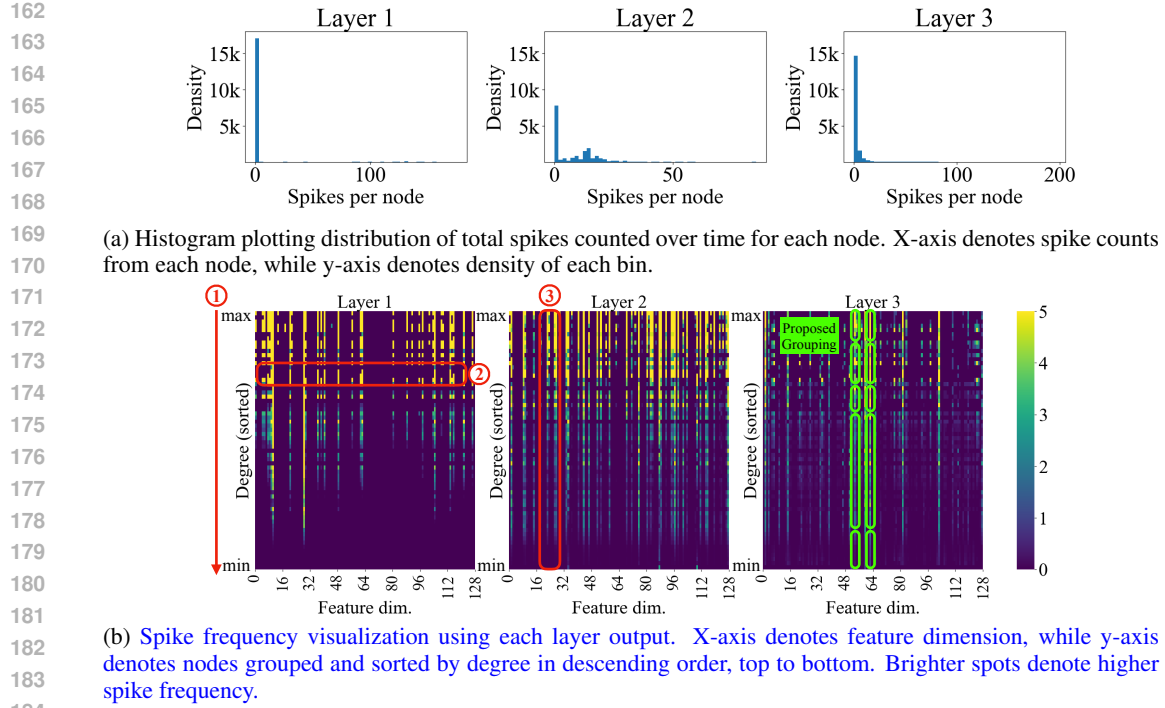 162
163
164
165
166
167
168
169
170
171
172
173
174
175
176
177
178
179
180
181
182
183
Layer 1
Density
15k
10k
5k
0
100
Spikes per node
Layer 2
Density
15k
10k
5k
0
50
Spikes per node
Layer 3
Density
15k
10k
5k
0
100
200
Spikes per node
(a) Histogram plotting distribution of total spikes counted over time for each node. X-axis denotes spike counts
from each node, while y-axis denotes density of each bin.
1
Layer 1
max
Degree (sorted)
min
2
0 16 32 48 64 80 96 112 128
Feature dim.
3
Layer 2
max
Degree (sorted)
min
0 16 32 48 64 80 96 112 128
Feature dim.
Layer 3
max
Proposed
Grouping
Degree (sorted)
min
0 16 32 48 64 80 96 112 128
Feature dim.
5
4
3
2
1
0
(b) Spike frequency visualization using each layer output. X-axis denotes feature dimension, while y-axis
denotes nodes grouped and sorted by degree in descending order, top to bottom. Brighter spots denote higher
spike frequency.